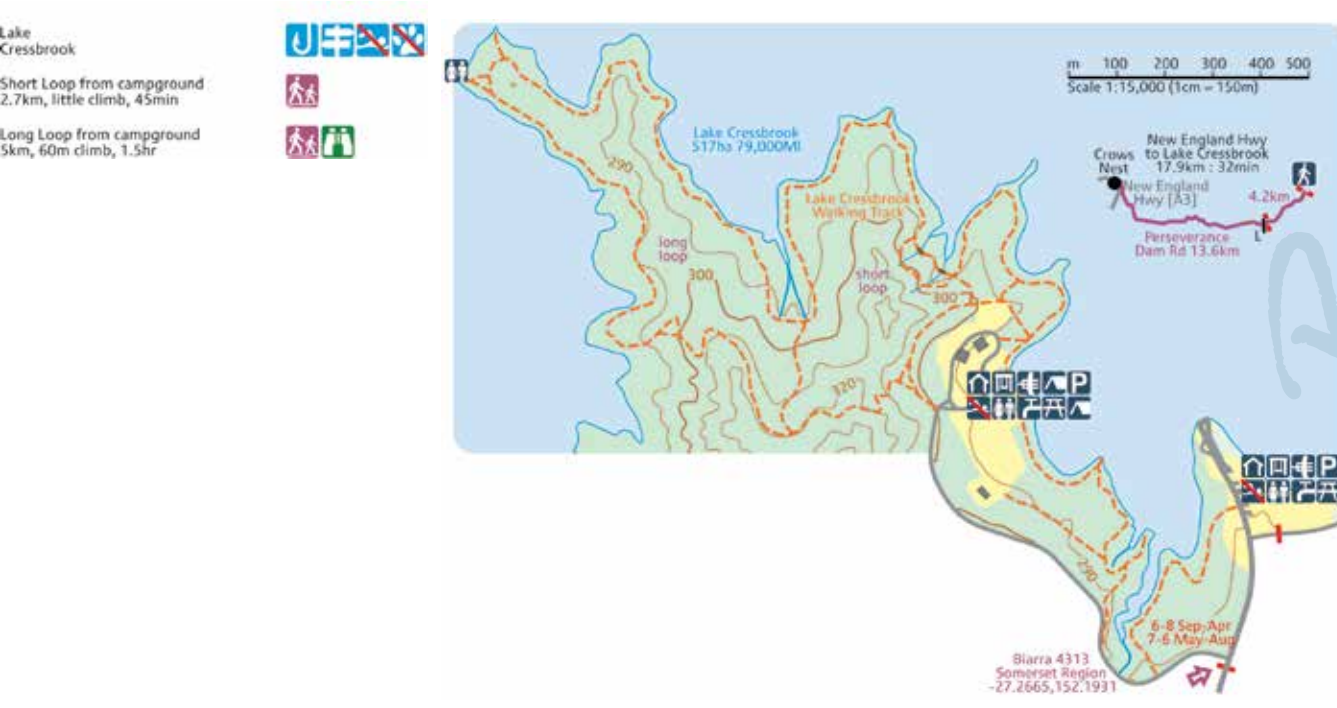 Lake
Cressbrook
Short Loop from campground
2.7km, little climb, 45min
Long Loop from campground
5km, 60m climb, 1.5hr
Lake Cressbrook
517ha 79,000Ml
290
Lake Cressbrook
Walking Track
long
loop
300
short
loop
300
320
290
m 100 200 300 400 500
Scale 1:15,000 (1cm = 150m)
New England Hwy
to Lake Cressbrook
17.9km : 32min
Crows
Nest
New England
Hwy [A3]
4.2km
L
Perseverance
Dam Rd 13.6km
P
P
6-8 Sep-Apr
7-6 May-Aug
Biarra 4313
Somerset Region
-27.2665,152.1931